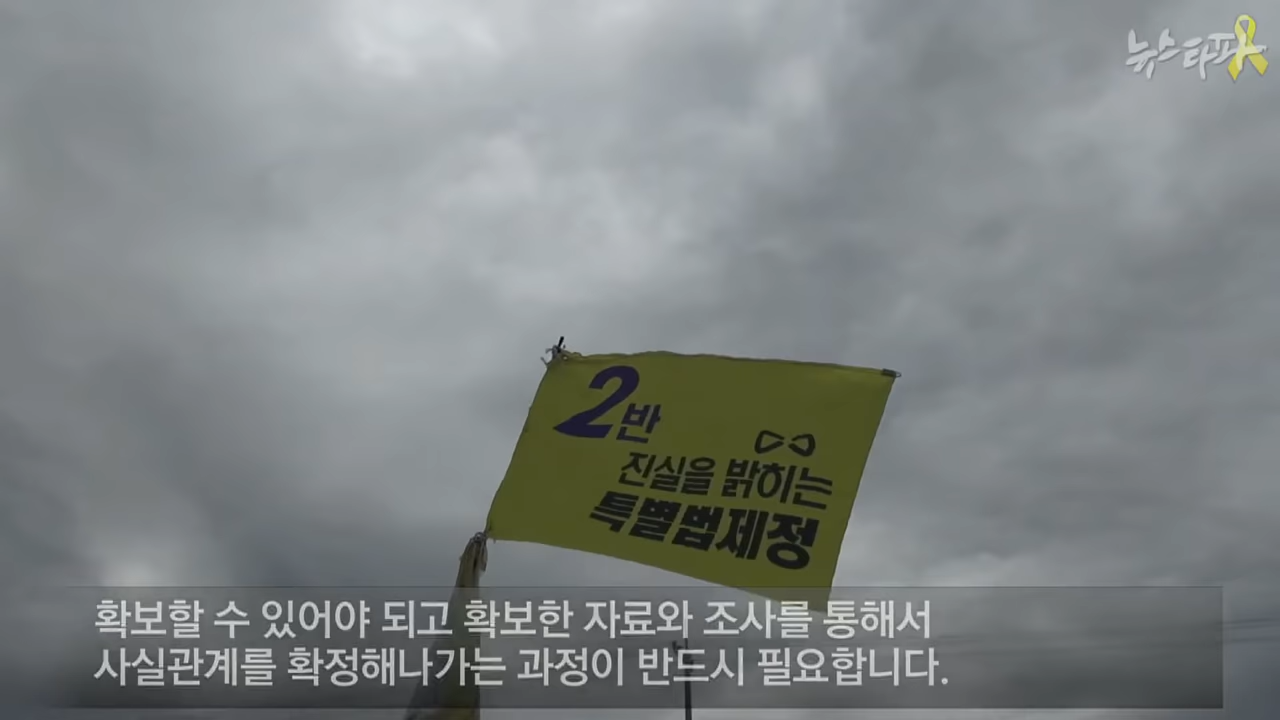 뉴스타파
2반
진실을 밝히는
특별법제정
확보할 수 있어야 되고 확보한 자료와 조사를 통해서
사실관계를 확정해나가는 과정이 반드시 필요합니다.